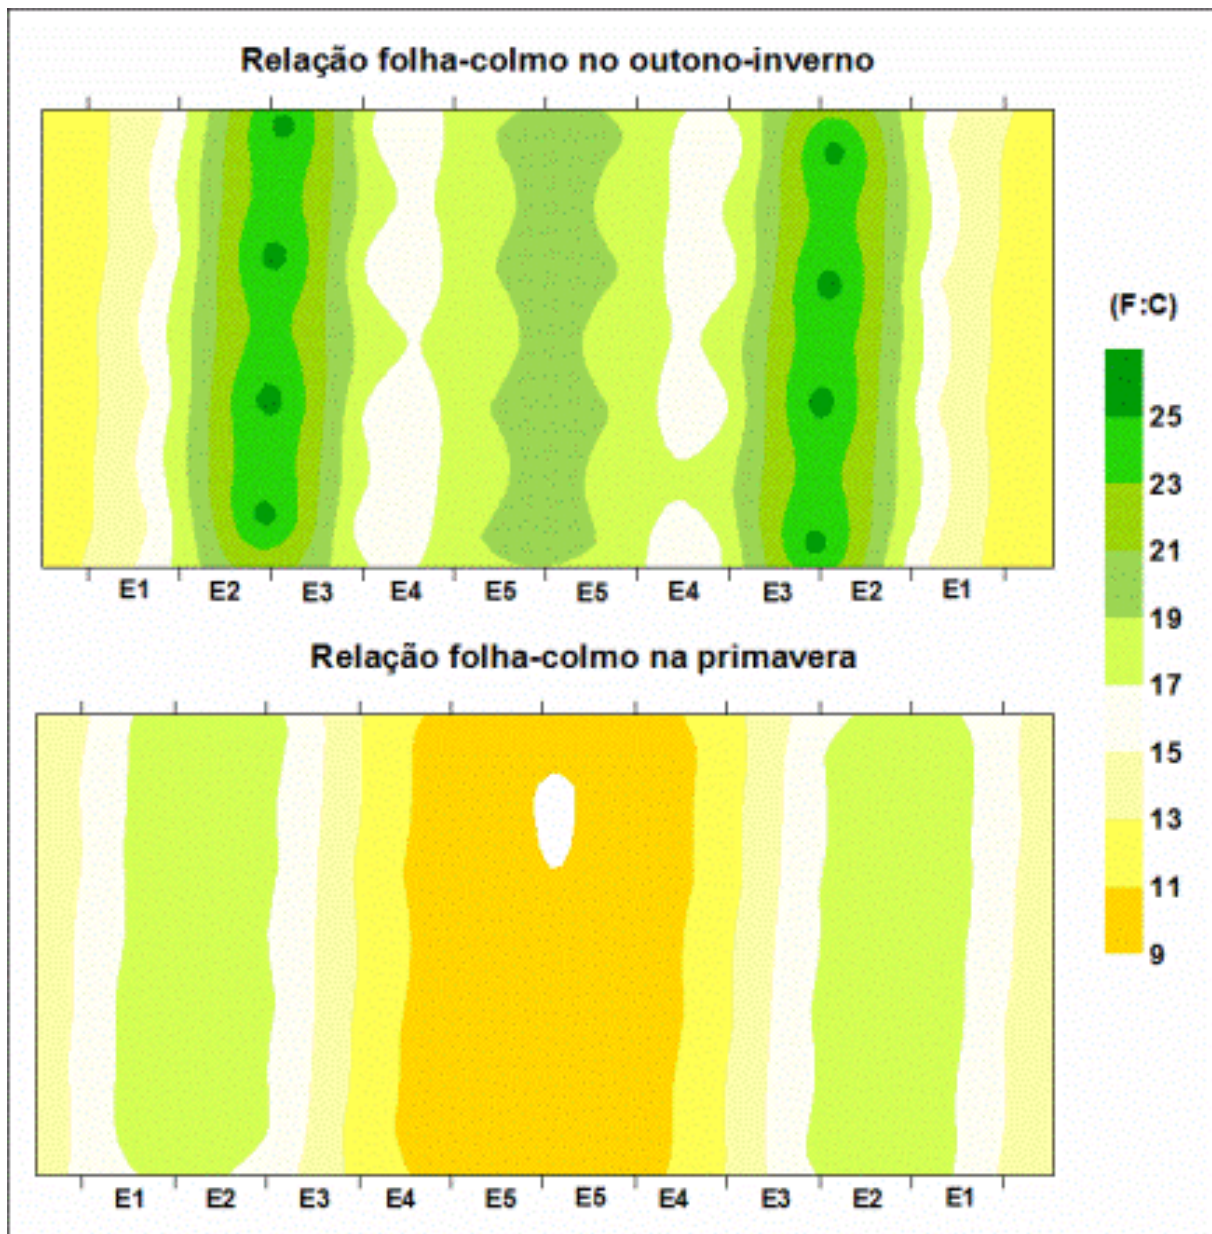 Relação folha-colmo no outono-inverno
E1 E2 E3 E4 E5 E5 E4 E3 E2 E1
(F:C)
25
23
21
19
17
15
13
11
9
Relação folha-colmo na primavera
E1 E2 E3 E4 E5 E5 E4 E3 E2 E1